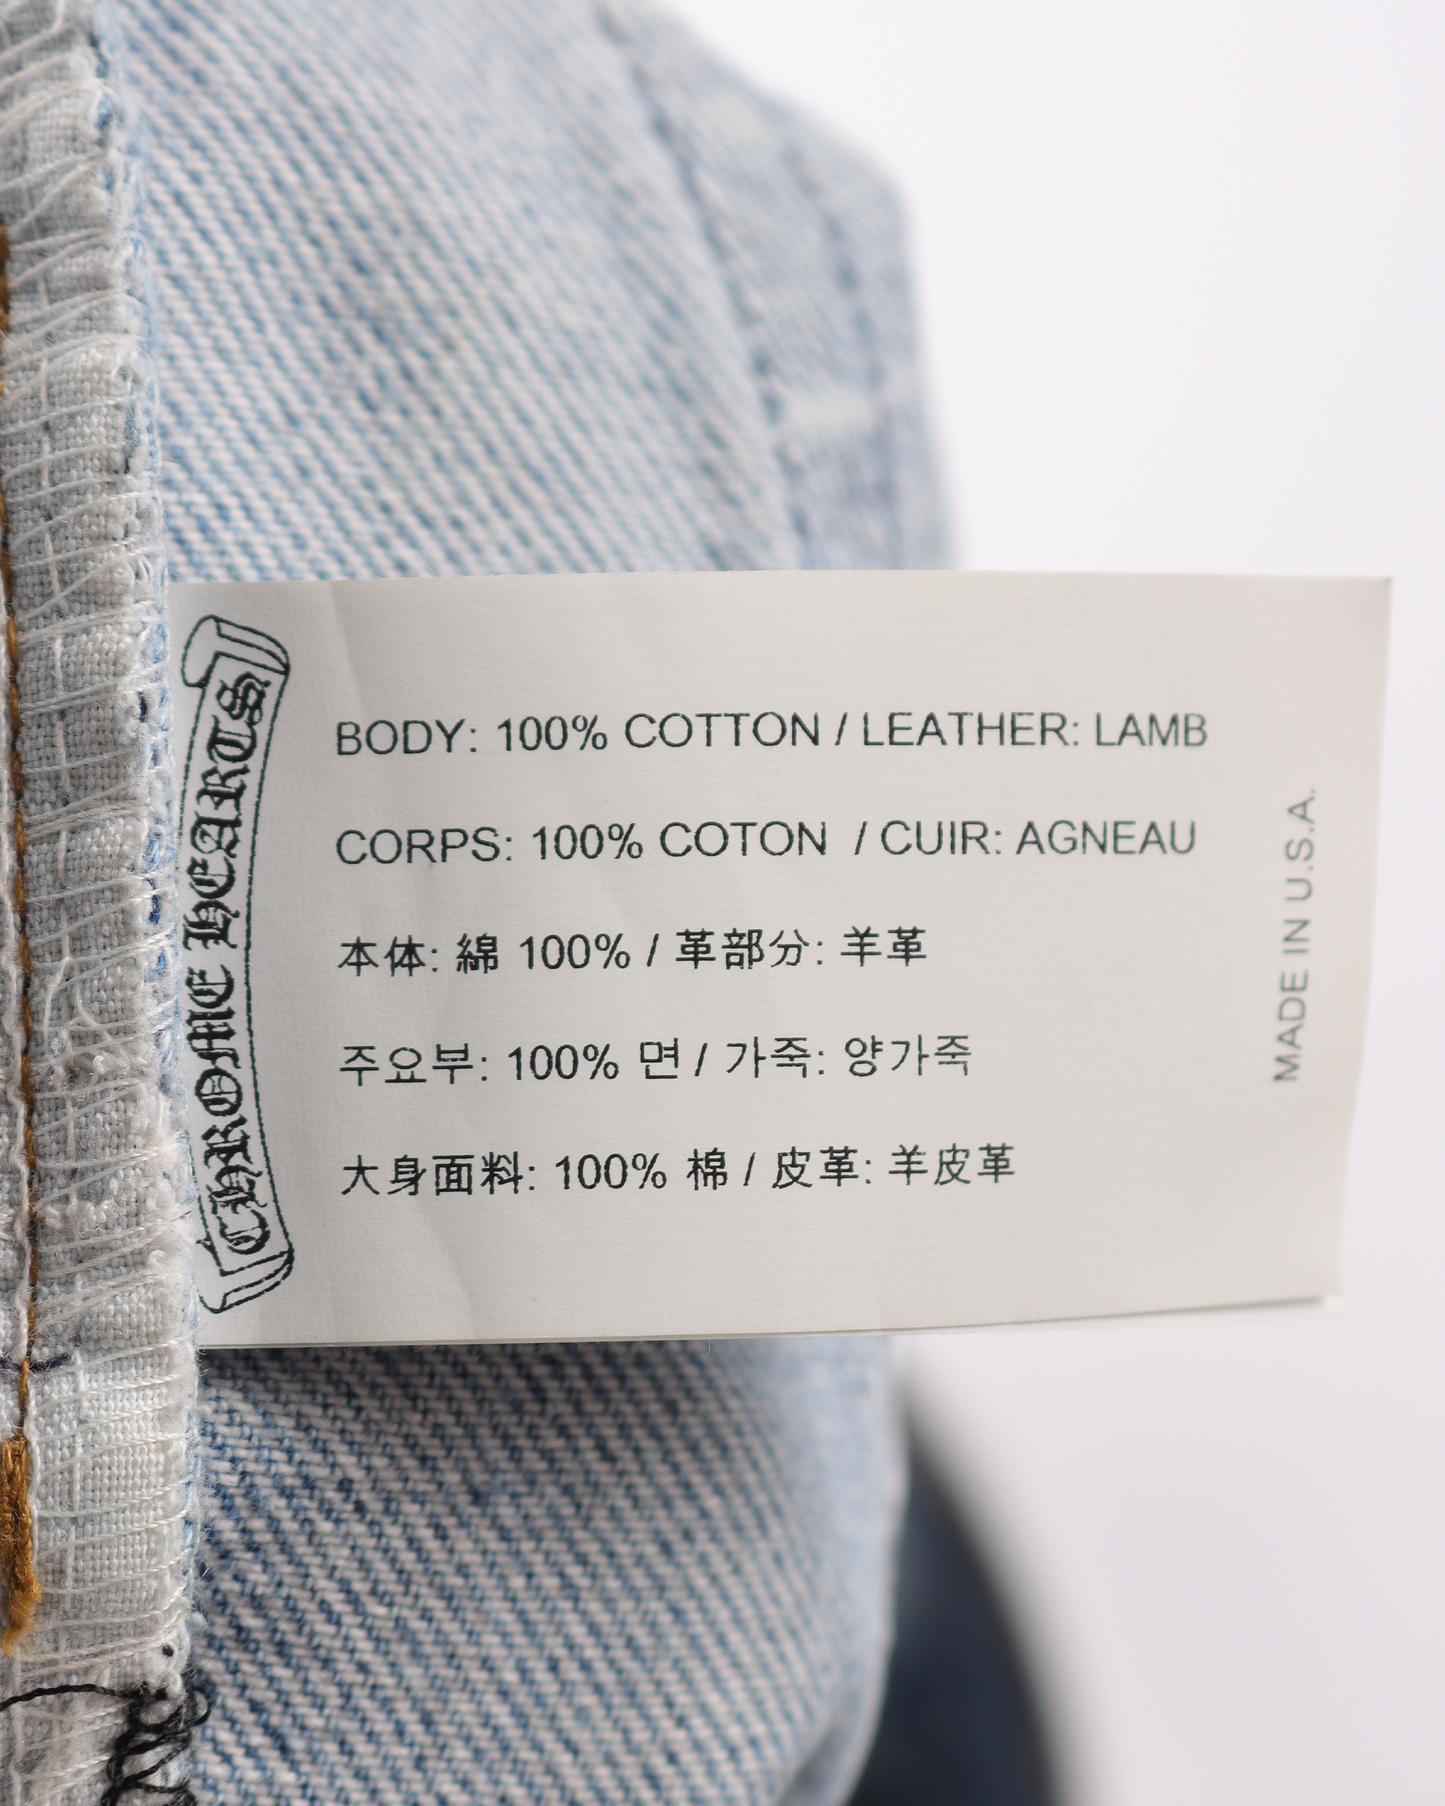 CHROME HEARTS
BODY: 100% COTTON / LEATHER: LAMB
CORPS: 100% COTON / CUIR: AGNEAU
本体: 綿 100% / 革部分: 羊革
주요부: 100% 면 / 가죽: 양가죽
大身面料: 100% 棉 / 皮革: 羊皮革
MADE IN U.S.A.